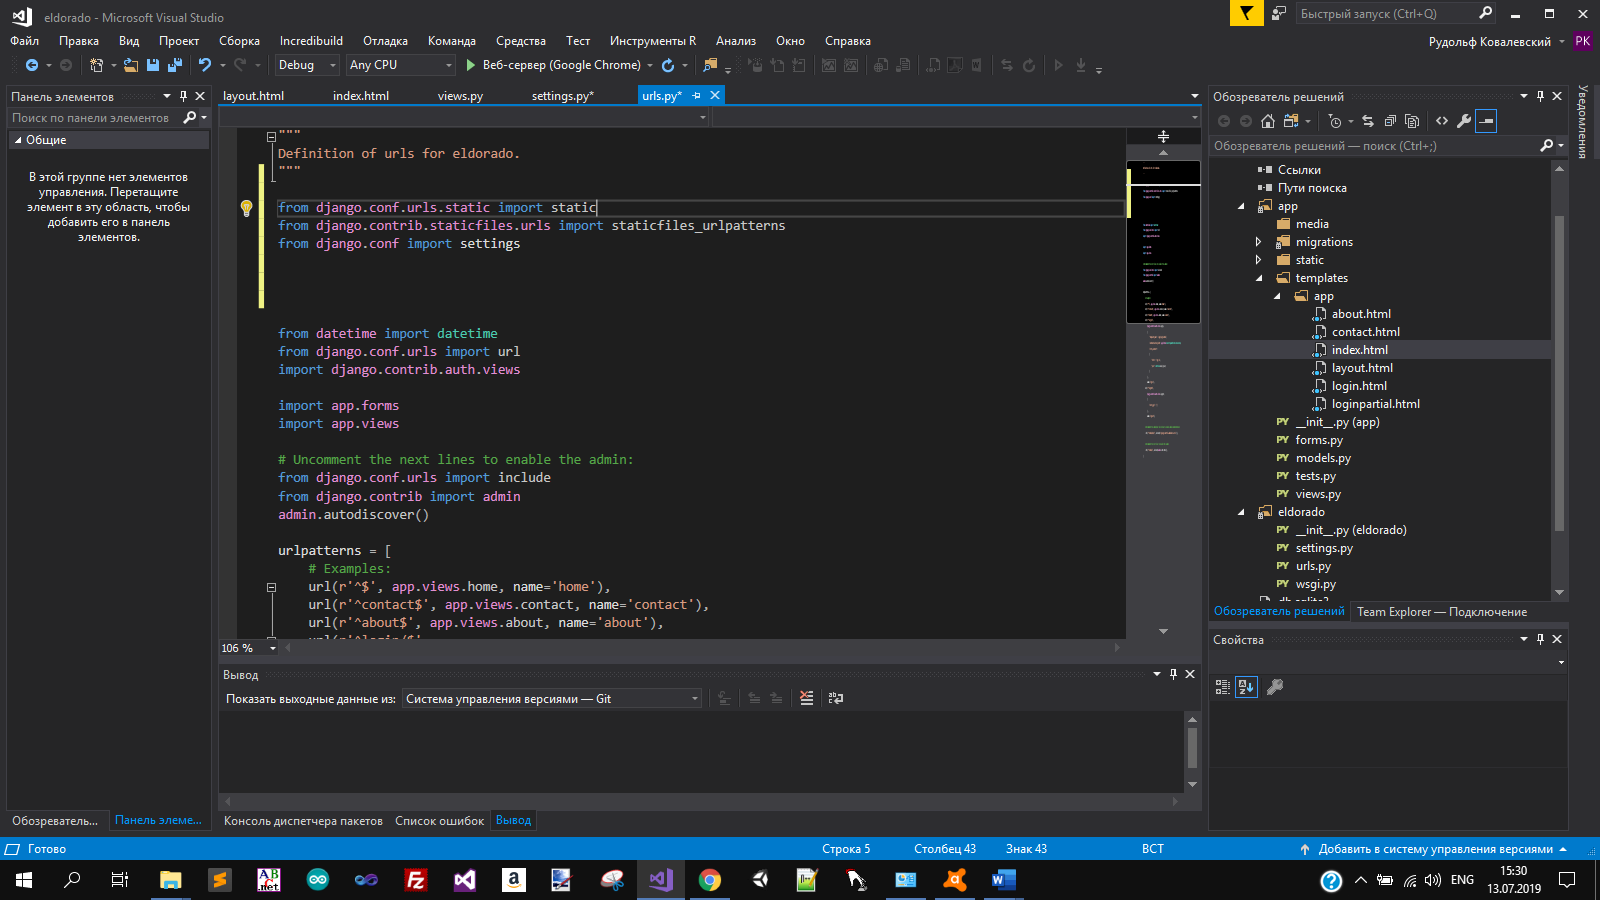 eldorado - Microsoft Visual Studio
Быстрый запуск (Ctrl+Q)
Файл Правка Вид Проект Сборка Incredibuild Отладка Команда Средства Тест Инструменты R Анализ Окно Справка
Рудольф Ковалевский PK
Debug Any CPU Веб-сервер (Google Chrome)
Панель элементов
Поиск по панели элементов
Общие
В этой группе нет элементов
управления. Перетащите
элемент в эту область, чтобы
добавить его в панель
элементов.
Обозреватель...
Панель элеме...
layout.html index.html views.py settings.py* urls.py*
"""
Definition of urls for eldorado.
"""
from django.conf.urls.static import static
from django.contrib.staticfiles.urls import staticfiles_urlpatterns
from django.conf import settings
from datetime import datetime
from django.conf.urls import url
import django.contrib.auth.views
import app.forms
import app.views
# Uncomment the next lines to enable the admin:
from django.conf.urls import include
from django.contrib import admin
admin.autodiscover()
urlpatterns = [
# Examples:
url(r'^$', app.views.home, name='home'),
url(r'^contact$', app.views.contact, name='contact'),
url(r'^about$', app.views.about, name='about'),
106 %
Вывод
Показать выходные данные из: Система управления версиями — Git
Консоль диспетчера пакетов Список ошибок Вывод
Обозреватель решений
Обозреватель решений — поиск (Ctrl+;)
Ссылки
Пути поиска
app
media
migrations
static
templates
app
about.html
contact.html
index.html
layout.html
login.html
loginpartial.html
PY __init__.py (app)
PY forms.py
PY models.py
PY tests.py
PY views.py
eldorado
PY __init__.py (eldorado)
PY settings.py
PY urls.py
PY wsgi.py
Обозреватель решений Team Explorer — Подключение
Свойства
Уведомления
Готово Строка 5 Столбец 43 Знак 43 ВСТ Добавить в систему управления версиями
ENG
15:30
13.07.2019